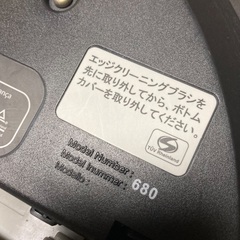 ança
エッジクリーニングブラシを
先に取り外してから、ボトム
カバーを取り外してください。
TÜV Rheinland
Model Number:
Model nummer: 680
Modello: